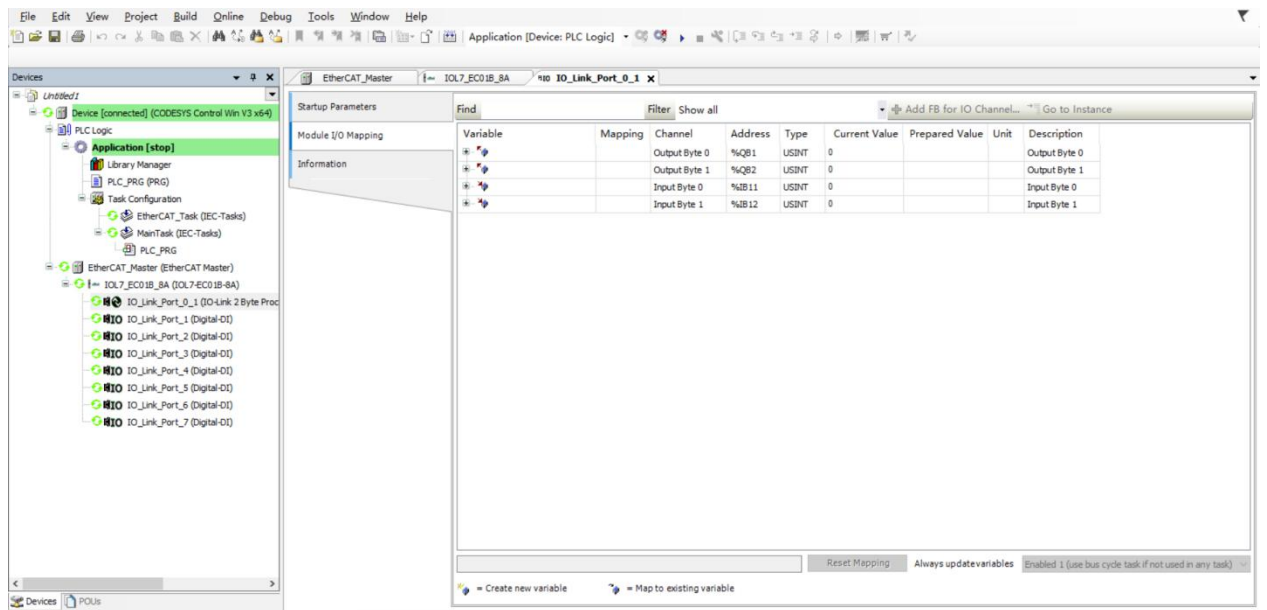 File Edit View Project Build Online Debug Tools Window Help
Application [Device: PLC Logic]
Devices
Untitled1
Device [connected] (CODESYS Control Win V3 x64)
PLC Logic
Application [stop]
Library Manager
PLC_PRG (PRG)
Task Configuration
EtherCAT_Task (IEC-Tasks)
MainTask (IEC-Tasks)
PLC_PRG
EtherCAT_Master (EtherCAT Master)
IOL7_EC01B_8A (IOL7-EC01B-8A)
IO_Link_Port_0_1 (IO-Link 2 Byte Proc
IO_Link_Port_1 (Digital-DI)
IO_Link_Port_2 (Digital-DI)
IO_Link_Port_3 (Digital-DI)
IO_Link_Port_4 (Digital-DI)
IO_Link_Port_5 (Digital-DI)
IO_Link_Port_6 (Digital-DI)
IO_Link_Port_7 (Digital-DI)
Devices POUs
EtherCAT_Master IOL7_EC01B_8A IO_Link_Port_0_1
Startup Parameters
Module I/O Mapping
Information
Find Filter Show all Add FB for IO Channel... Go to Instance
Variable Mapping Channel Address Type Current Value Prepared Value Unit Description
Output Byte 0 %QB1 USINT 0 Output Byte 0
Output Byte 1 %QB2 USINT 0 Output Byte 1
Input Byte 0 %IB11 USINT 0 Input Byte 0
Input Byte 1 %IB12 USINT 0 Input Byte 1
Reset Mapping Always updatevariables Enabled 1 (use bus cycle task if not used in any task)
= Create new variable = Map to existing variable